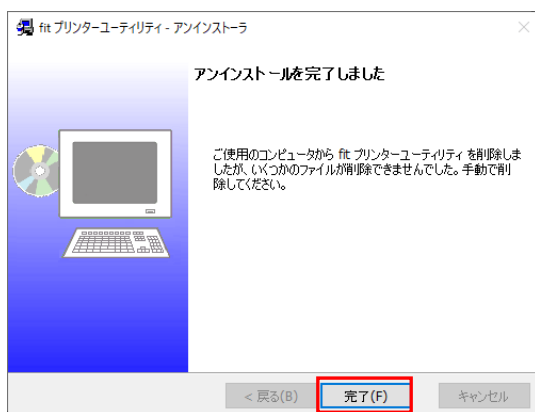 fit プリンターユーティリティ - アンインストーラ
アンインストールを完了しました
ご使用のコンピュータから fit プリンターユーティリティ を削除しま
したが、いくつかのファイルが削除できませんでした。手動で削
除してください。
< 戻る(B)
完了(F)
キャンセル